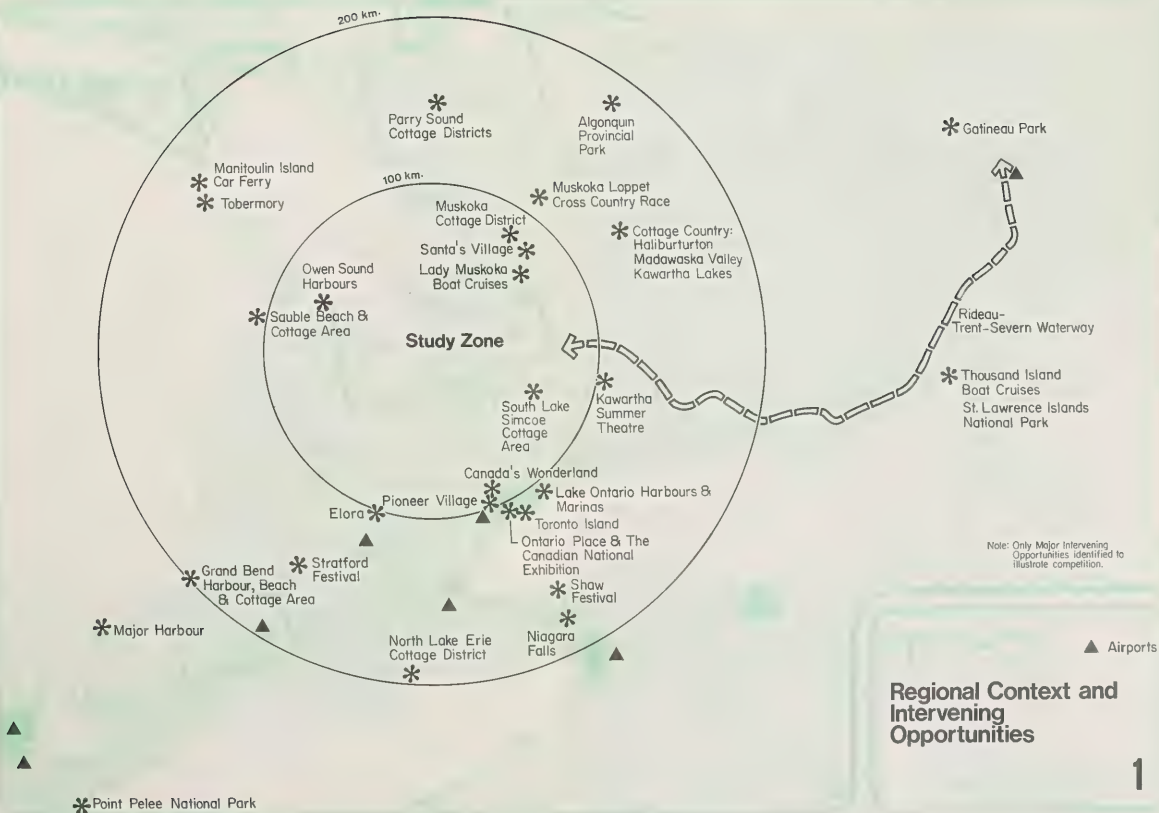 200 km.
Parry Sound
Cottage Districts
Algonquin
Provincial
Park
Gatineau Park
Manitoulin Island
Car Ferry
Tobermory
100 km.
Muskoka Loppet
Cross Country Race
Muskoka
Cottage District
Santa's Village
Lady Muskoka
Boat Cruises
Cottage Country:
Haliburturton
Madawaska Valley
Kawartha Lakes
Owen Sound
Harbours
Sauble Beach &
Cottage Area
Study Zone
Rideau-
Trent-Severn Waterway
South Lake
Simcoe
Cottage
Area
Kawartha
Summer
Theatre
Thousand Island
Boat Cruises
St. Lawrence Islands
National Park
Canada's Wonderland
Pioneer Village
Lake Ontario Harbours &
Marinas
Elora
Toronto Island
Ontario Place & The
Canadian National
Exhibition
Note: Only Major Intervening
Opportunities identified to
illustrate competition.
Grand Bend
Harbour, Beach
& Cottage Area
Stratford
Festival
Shaw
Festival
Major Harbour
North Lake Erie
Cottage District
Niagara
Falls
Airports
Regional Context and
Intervening
Opportunities
1
Point Pelee National Park